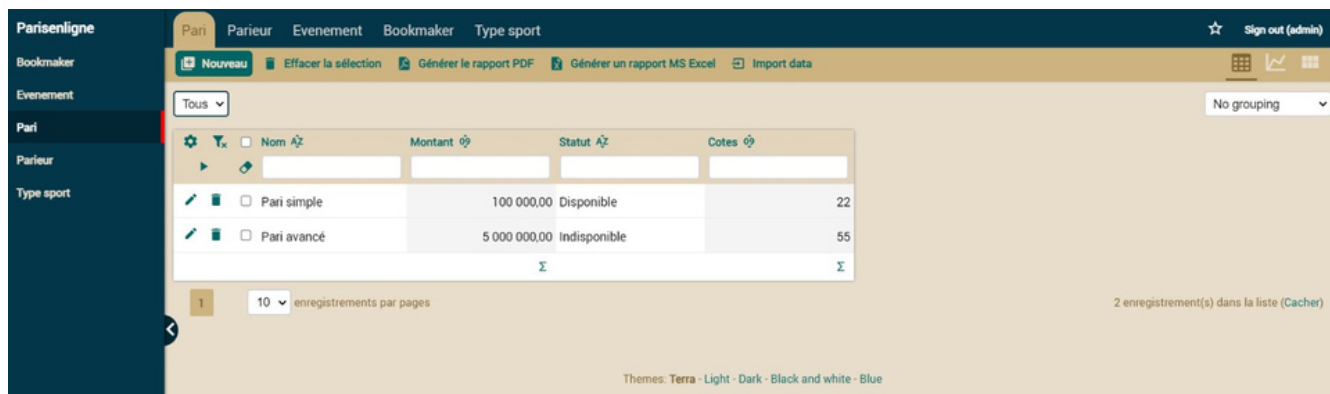 Parisenligne
Bookmaker
Evenement
Pari
Parieur
Type sport
Pari Parieur Evenement Bookmaker Type sport
Sign out (admin)
Nouveau Effacer la sélection Générer le rapport PDF Générer un rapport MS Excel Import data
Tous
No grouping
Nom Montant Statut Cotes
Pari simple 100 000,00 Disponible 22
Pari avancé 5 000 000,00 Indisponible 55
Σ Σ
1 10 enregistrements par pages
2 enregistrement(s) dans la liste (Cacher)
Themes: Terra - Light - Dark - Black and white - Blue